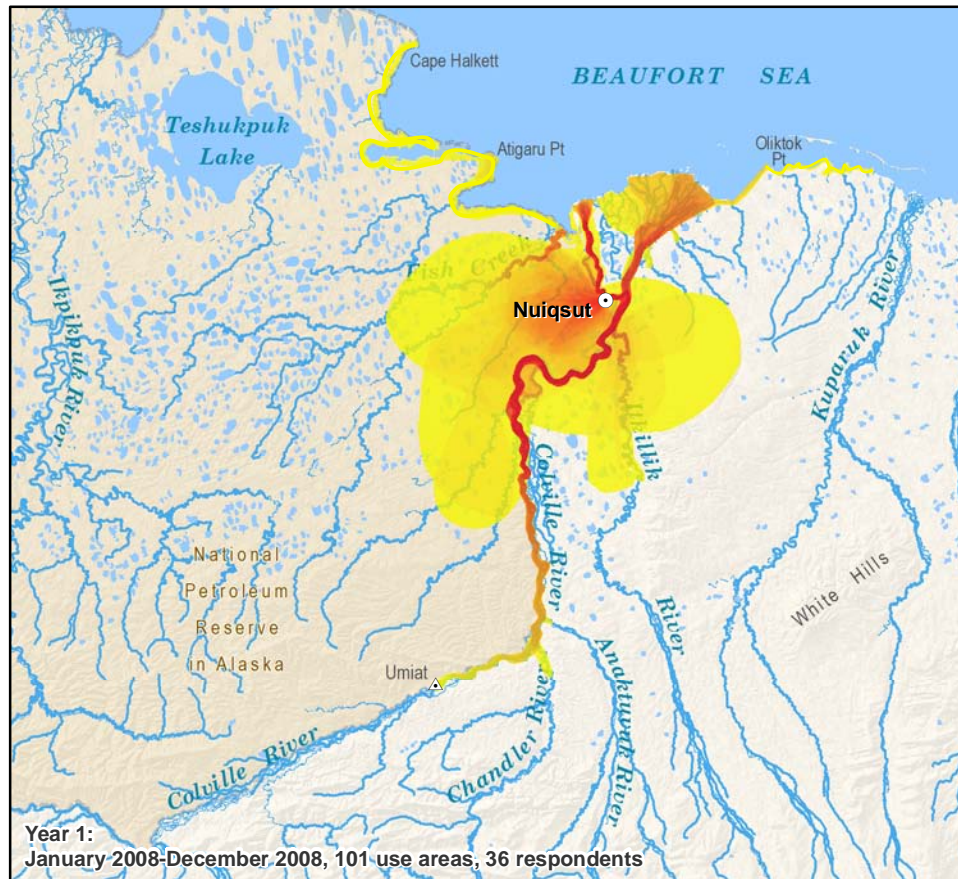 Cape Halkett
BEAUFORT SEA
Teshukpuk
Lake
Atigaru Pt
Oliktok
Pt
Fish Creek
Nuiqsut
Ikpikpuk River
Kuparuk River
Itkillik
River
Colville River
National
Petroleum
Reserve
in Alaska
White Hills
Umiat
Anaktuvuk River
Chandler River
Colville River
Year 1:
January 2008-December 2008, 101 use areas, 36 respondents